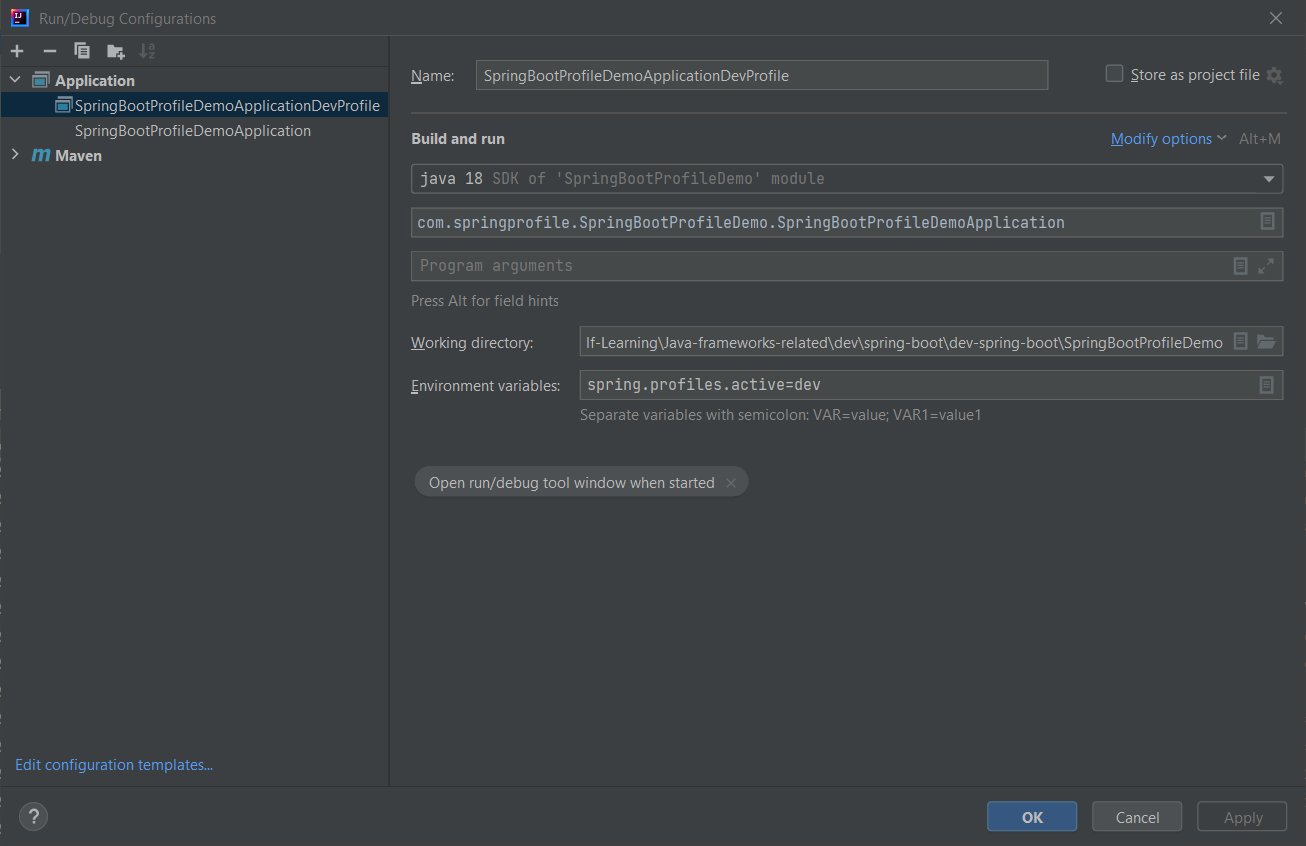 Run/Debug Configurations
Application
SpringBootProfileDemoApplicationDevProfile
SpringBootProfileDemoApplication
m Maven
Edit configuration templates...
?
Name: SpringBootProfileDemoApplicationDevProfile Store as project file
Build and run Modify options Alt+M
java 18 SDK of 'SpringBootProfileDemo' module
com.springprofile.SpringBootProfileDemo.SpringBootProfileDemoApplication
Program arguments
Press Alt for field hints
Working directory: lf-Learning\Java-frameworks-related\dev\spring-boot\dev-spring-boot\SpringBootProfileDemo
Environment variables: spring.profiles.active=dev
Separate variables with semicolon: VAR=value; VAR1=value1
Open run/debug tool window when started
OK Cancel Apply